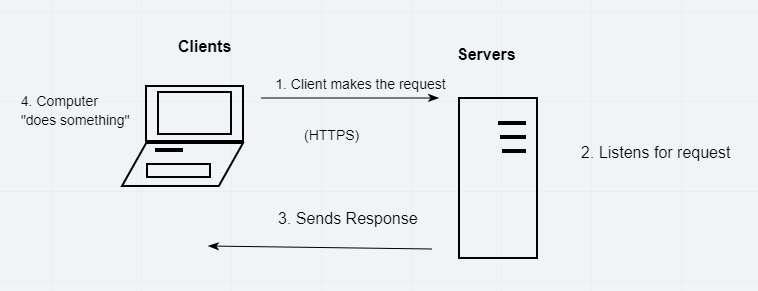 Clients
Servers
1. Client makes the request
4. Computer
"does something"
(HTTPS)
2. Listens for request
3. Sends Response